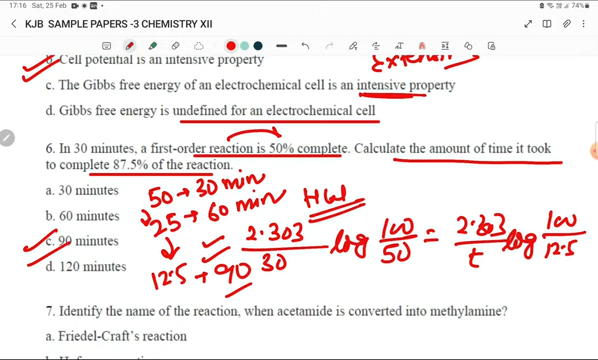 17:16 Sat, 25 Feb
74%
KJB SAMPLE PAPERS -3 CHEMISTRY XII
b. Cell potential is an intensive property
c. The Gibbs free energy of an electrochemical cell is an intensive property
d. Gibbs free energy is undefined for an electrochemical cell
6. In 30 minutes, a first-order reaction is 50% complete. Calculate the amount of time it took
to complete 87.5% of the reaction.
a. 30 minutes
50 → 30 min
b. 60 minutes
25 → 60 min
c. 90 minutes
2.303 / 30 log 100 / 50 = 2.303 / t log 100 / 12.5
d. 120 minutes
12.5 → 90
7. Identify the name of the reaction, when acetamide is converted into methylamine?
a. Friedel-Craft's reaction